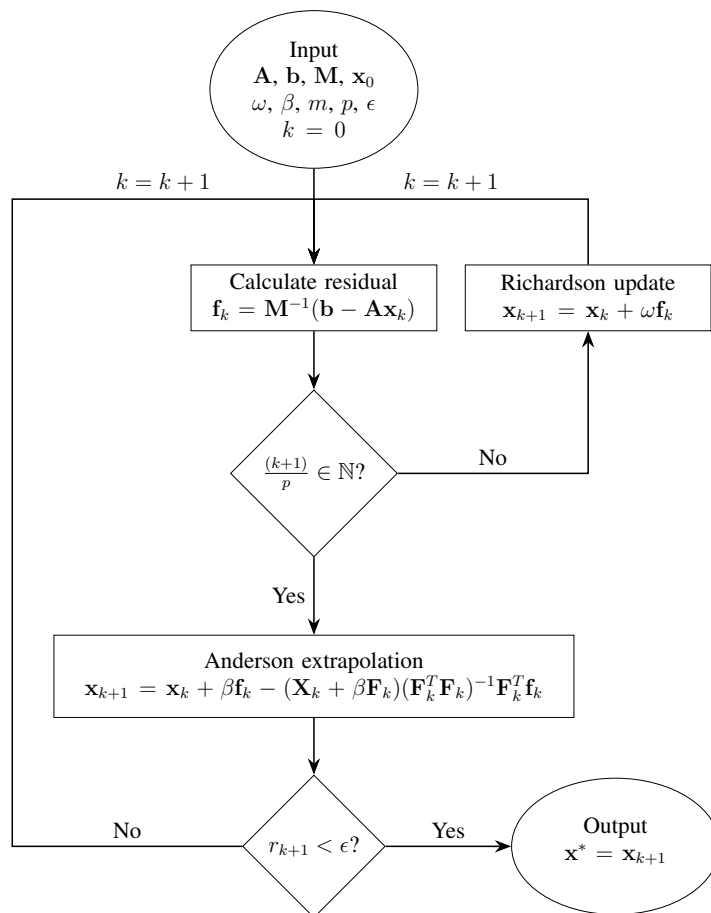 Input
A, b, M, x₀
ω, β, m, p, ϵ
k = 0
k = k + 1
k = k + 1
Calculate residual
f_k = M⁻¹(b − Ax_k)
Richardson update
x_{k+1} = x_k + ωf_k
(k+1)/p ∈ ℕ?
No
Yes
Anderson extrapolation
x_{k+1} = x_k + βf_k − (X_k + βF_k)(F_k^T F_k)⁻¹F_k^T f_k
No
r_{k+1} < ϵ?
Yes
Output
x* = x_{k+1}